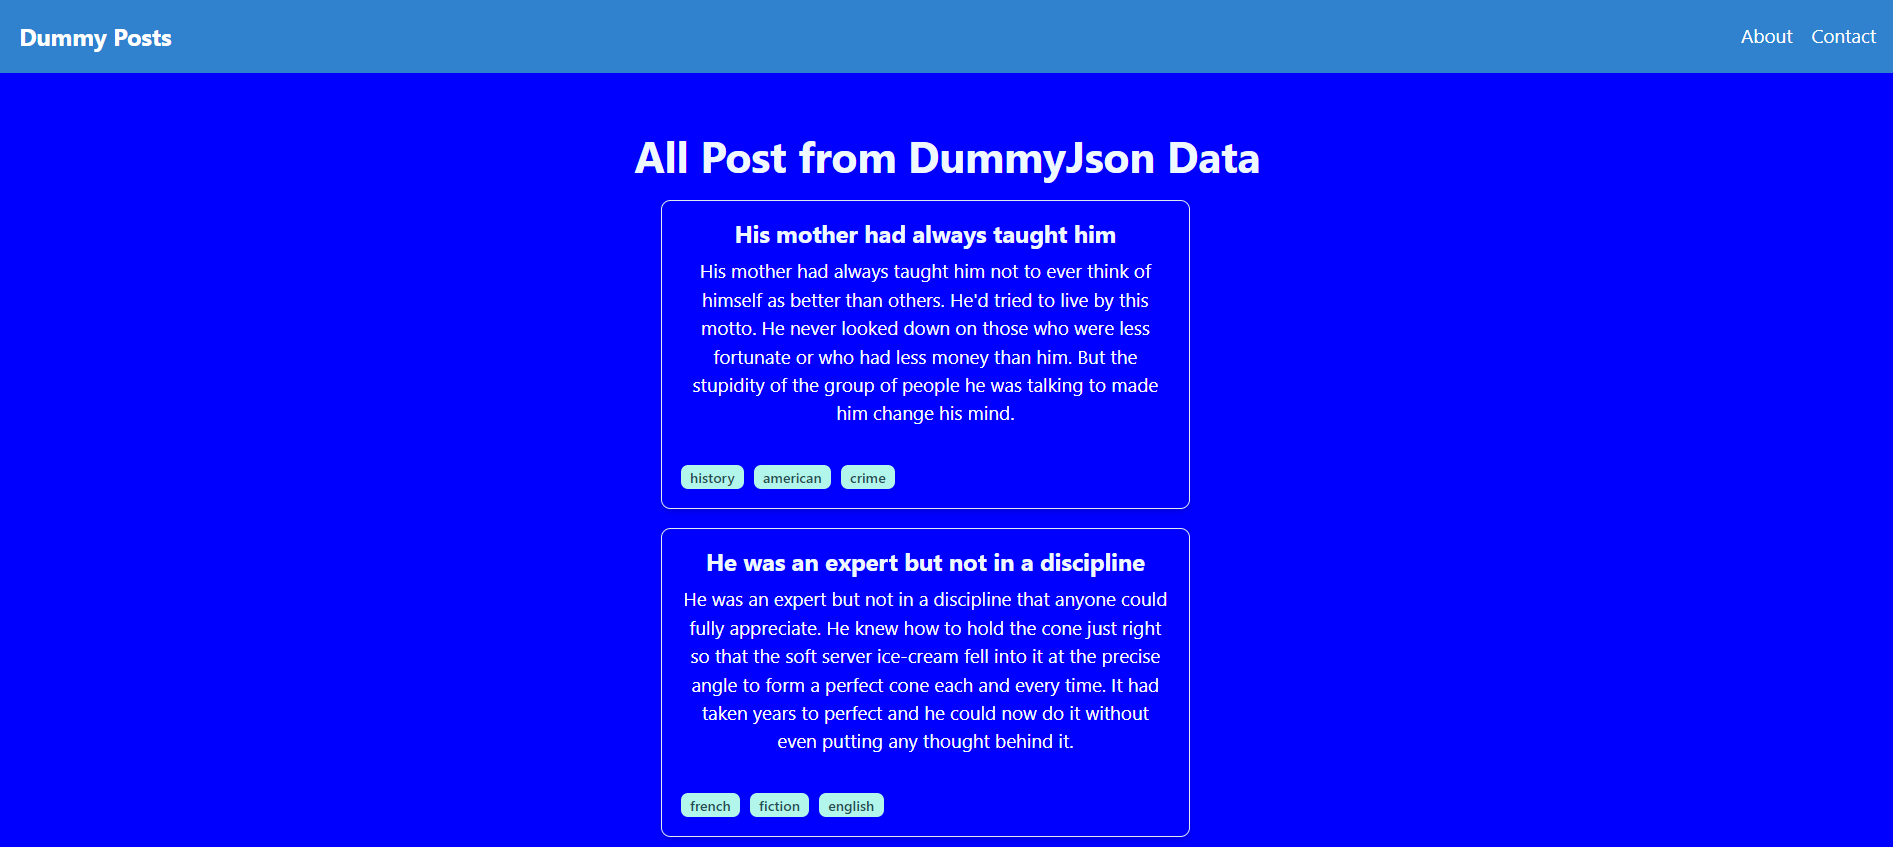 Dummy Posts
About Contact
All Post from DummyJson Data
His mother had always taught him
His mother had always taught him not to ever think of
himself as better than others. He'd tried to live by this
motto. He never looked down on those who were less
fortunate or who had less money than him. But the
stupidity of the group of people he was talking to made
him change his mind.
history american crime
He was an expert but not in a discipline
He was an expert but not in a discipline that anyone could
fully appreciate. He knew how to hold the cone just right
so that the soft server ice-cream fell into it at the precise
angle to form a perfect cone each and every time. It had
taken years to perfect and he could now do it without
even putting any thought behind it.
french fiction english